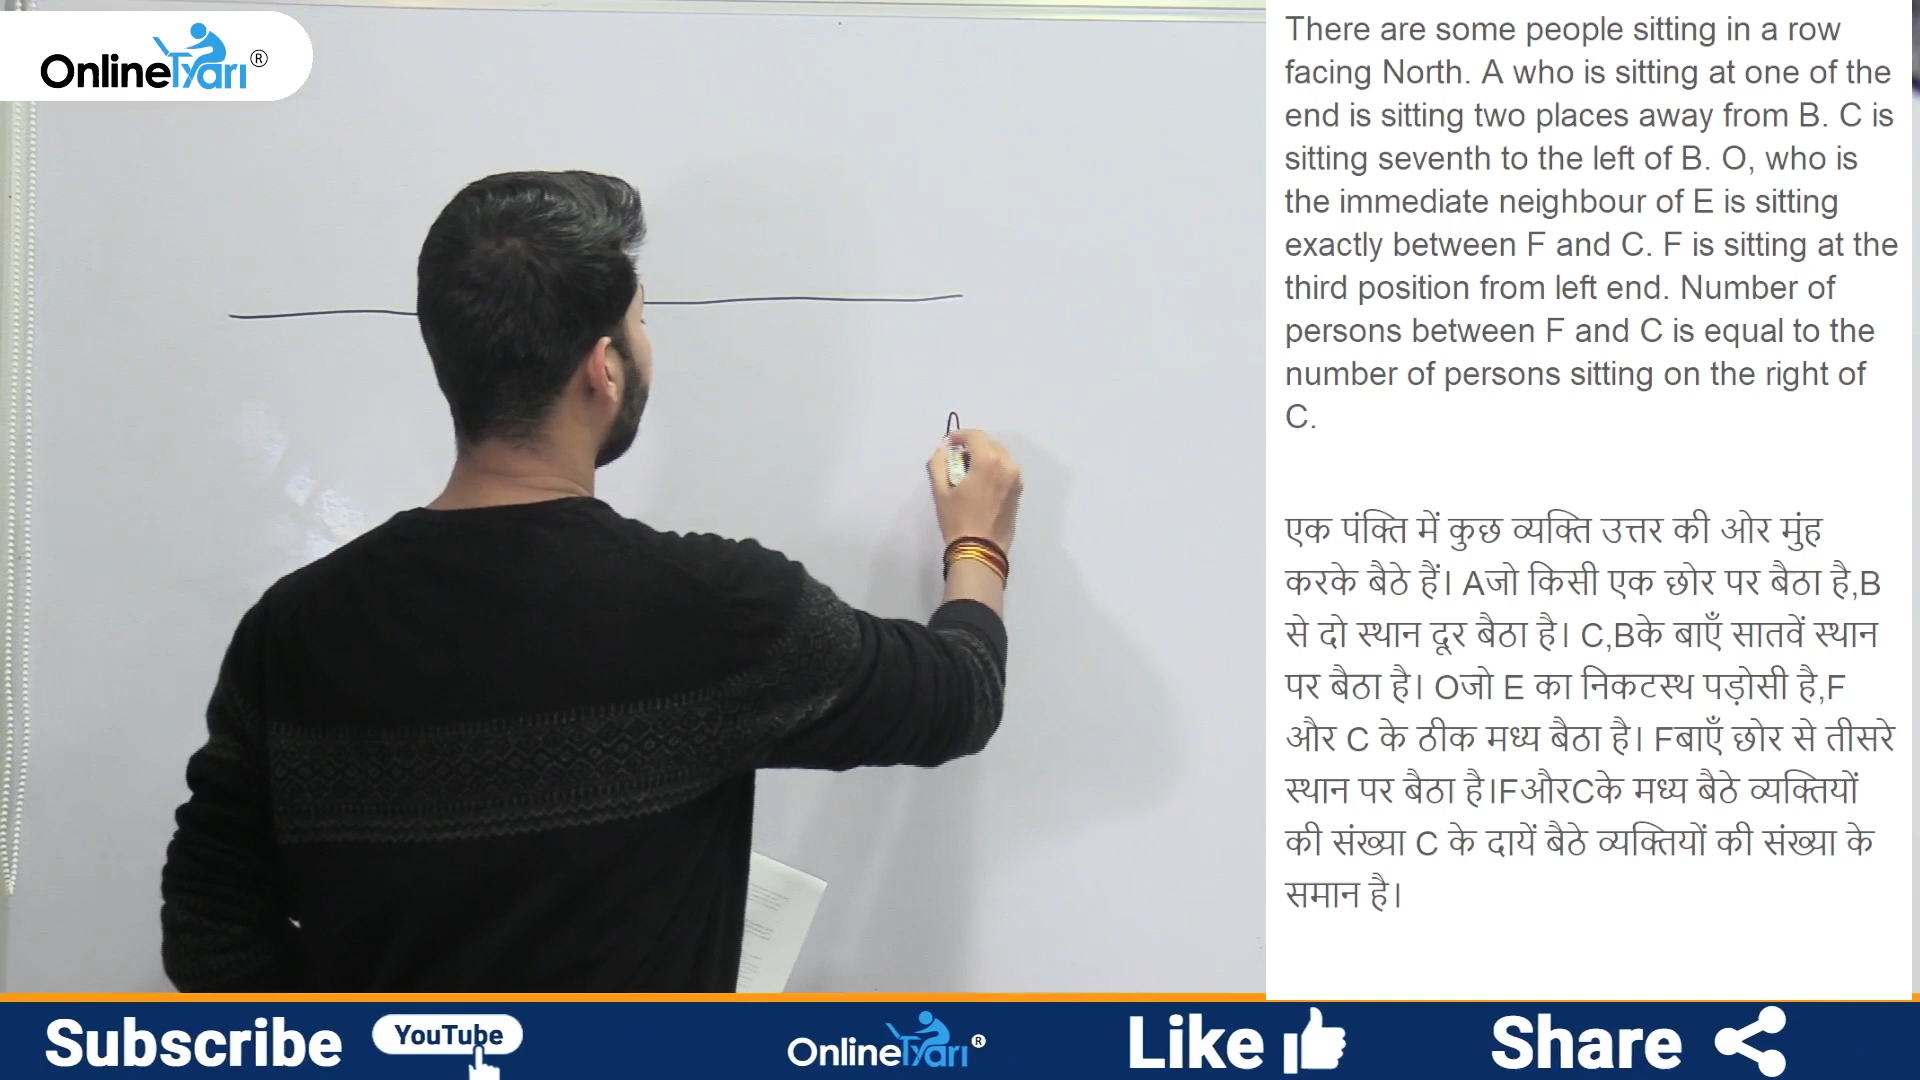 OnlineTyari®
There are some people sitting in a row
facing North. A who is sitting at one of the
end is sitting two places away from B. C is
sitting seventh to the left of B. O, who is
the immediate neighbour of E is sitting
exactly between F and C. F is sitting at the
third position from left end. Number of
persons between F and C is equal to the
number of persons sitting on the right of
C.
एक पंक्ति में कुछ व्यक्ति उत्तर की ओर मुंह
करके बैठे हैं। Aजो किसी एक छोर पर बैठा है,B
से दो स्थान दूर बैठा है। C,Bके बाएँ सातवें स्थान
पर बैठा है। Oजो E का निकटस्थ पड़ोसी है,F
और C के ठीक मध्य बैठा है। Fबाएँ छोर से तीसरे
स्थान पर बैठा है।FऔरCके मध्य बैठे व्यक्तियों
की संख्या C के दायें बैठे व्यक्तियों की संख्या के
समान है।
Subscribe YouTube OnlineTyari® Like Share